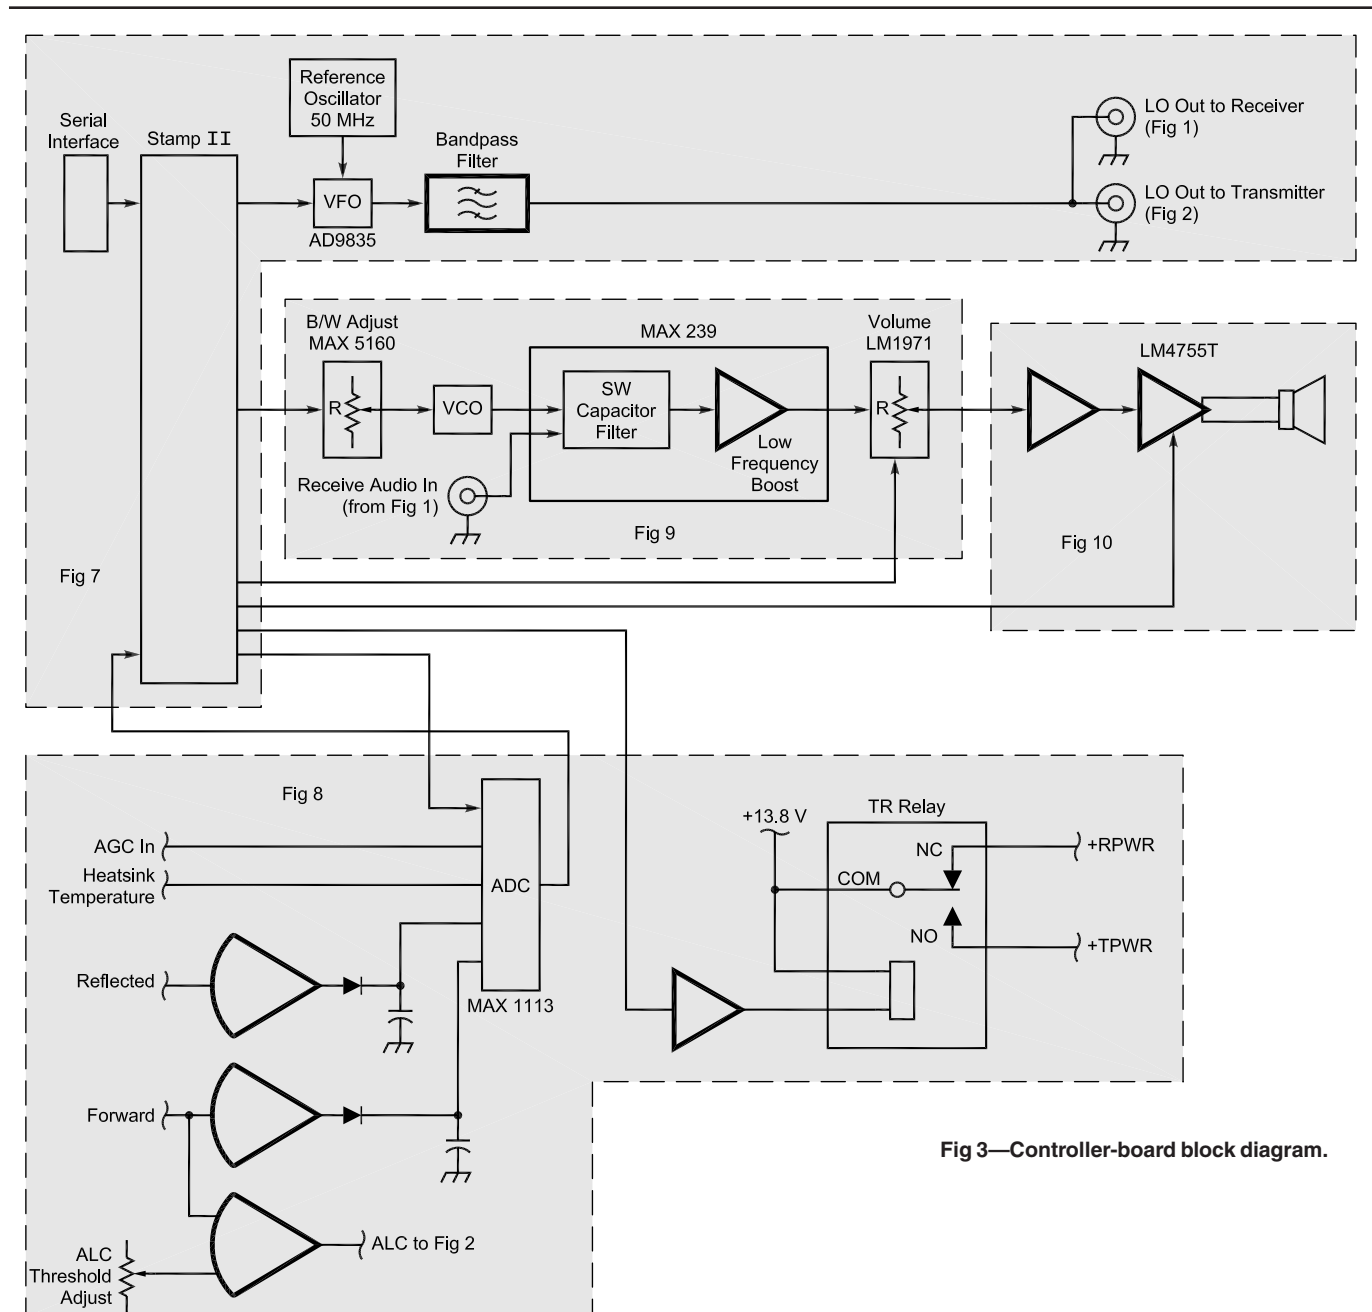 Reference
Oscillator
50 MHz
Serial
Interface
Stamp II
Bandpass
Filter
VFO
AD9835
LO Out to Receiver
(Fig 1)
LO Out to Transmitter
(Fig 2)
B/W Adjust
MAX 5160
R
VCO
MAX 239
SW
Capacitor
Filter
Low
Frequency
Boost
Volume
LM1971
R
LM4755T
Receive Audio In
(from Fig 1)
Fig 9
Fig 10
Fig 7
Fig 8
AGC In
Heatsink
Temperature
ADC
MAX 1113
Reflected
Forward
ALC to Fig 2
ALC
Threshold
Adjust
+13.8 V
TR Relay
NC
COM
NO
+RPWR
+TPWR
Fig 3—Controller-board block diagram.